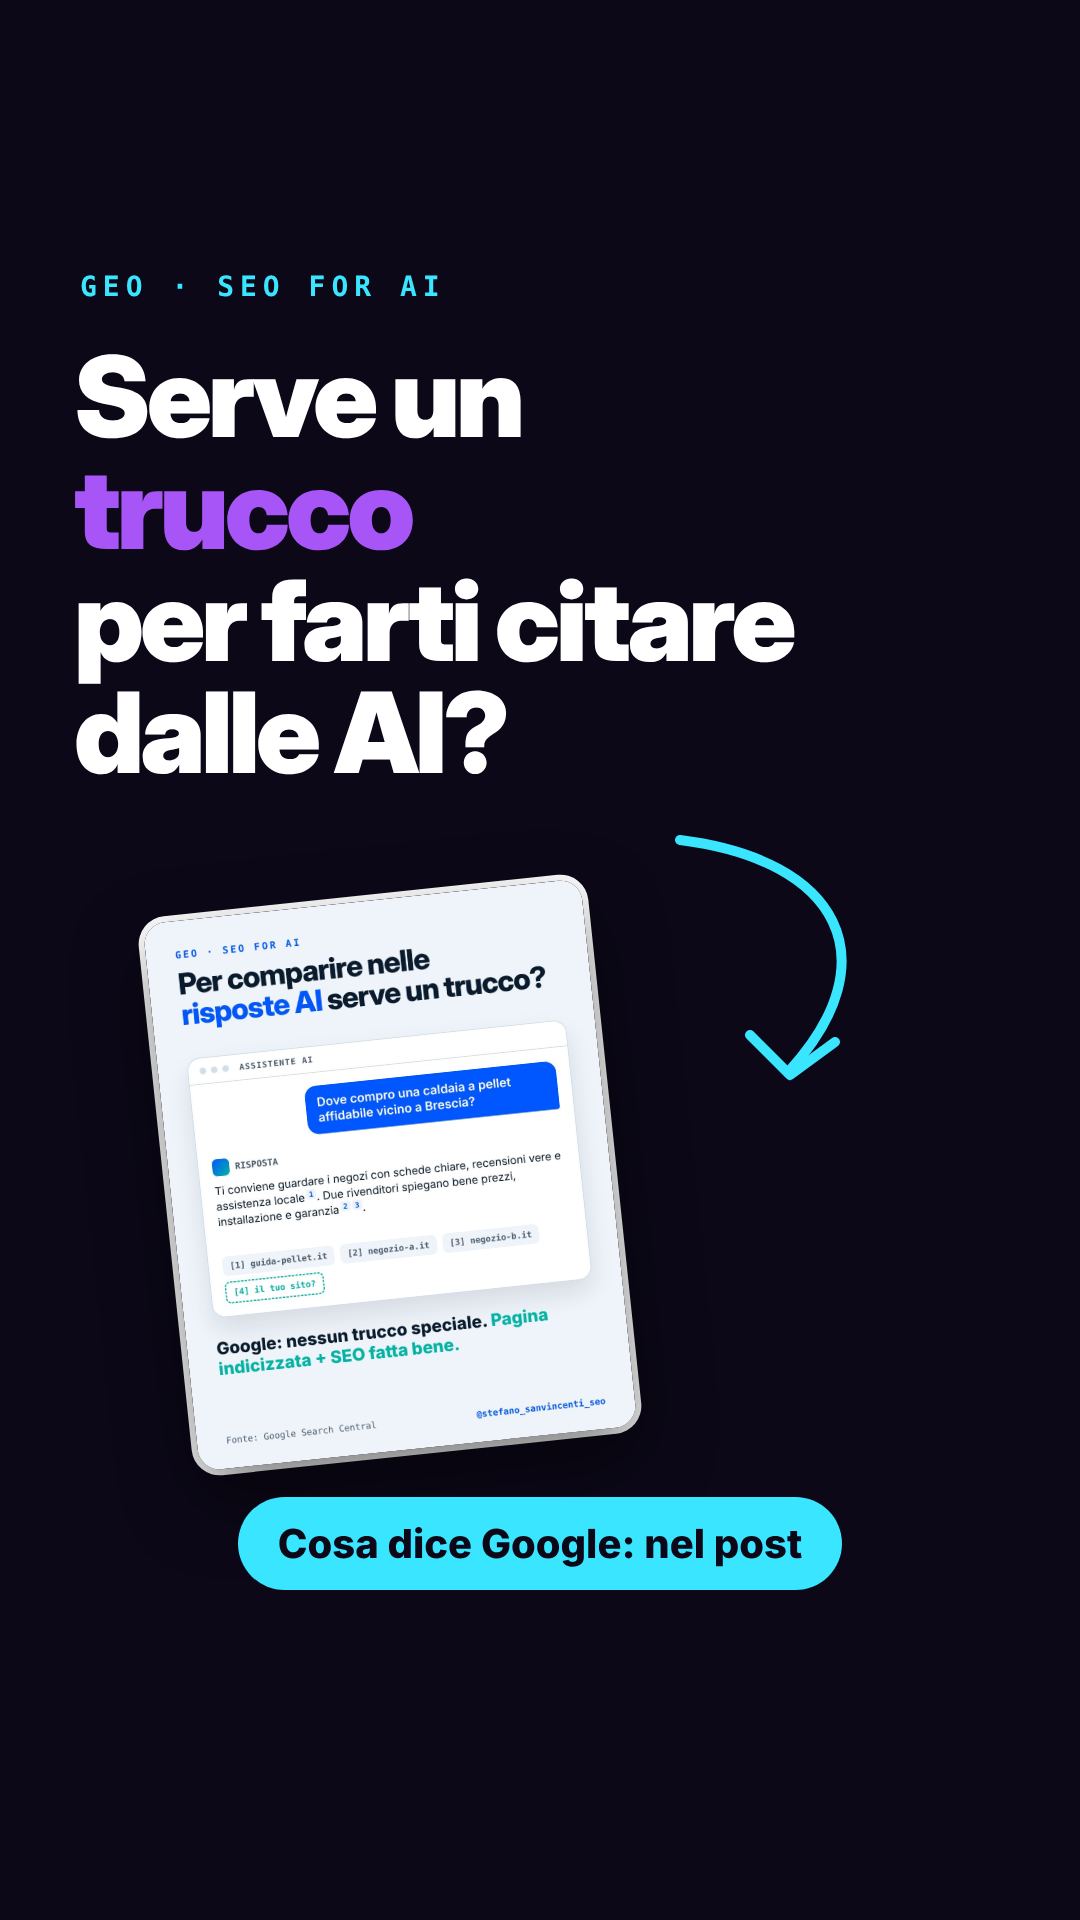 GEO · SEO FOR AI
Serve un
trucco
per farti citare
dalle AI?
GEO · SEO FOR AI
Per comparire nelle
risposte AI serve un trucco?
ASSISTENTE AI
Dove compro una caldaia a pellet
affidabile vicino a Brescia?
RISPOSTA
Ti conviene guardare i negozi con schede chiare, recensioni vere e
assistenza locale 1. Due rivenditori spiegano bene prezzi,
installazione e garanzia 2 3.
[1] guida-pellet.it [2] negozio-a.it [3] negozio-b.it
[4] il tuo sito?
Google: nessun trucco speciale. Pagina
indicizzata + SEO fatta bene.
Fonte: Google Search Central
@stefano_sanvincenti_seo
Cosa dice Google: nel post